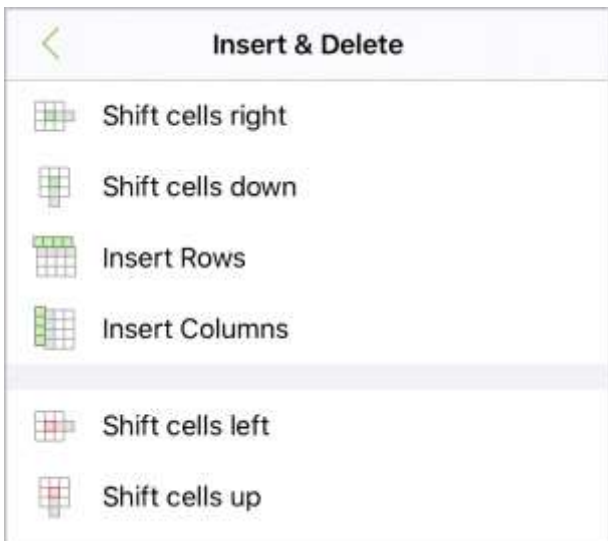 Insert & Delete
Shift cells right
Shift cells down
Insert Rows
Insert Columns
Shift cells left
Shift cells up